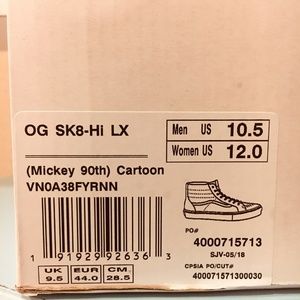 OG SK8-Hi LX
Men US 10.5
Women US 12.0
(Mickey 90th) Cartoon
VN0A38FYRNN
1 91929 92636 3
UK EUR CM.
9.5 44.0 28.5
PO#
4000715713
SJV-05/18
CPSIA PO/CUT#
4000715713000030